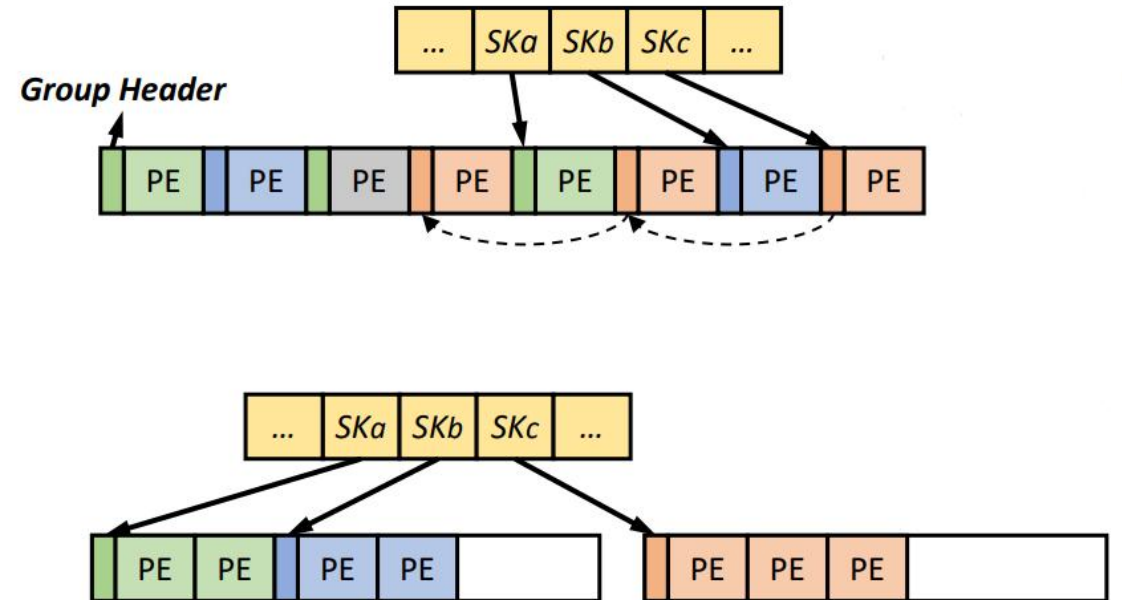 ... SKa SKb SKc ...
Group Header
PE PE PE PE PE PE PE PE
... SKa SKb SKc ...
PE PE PE PE PE PE PE